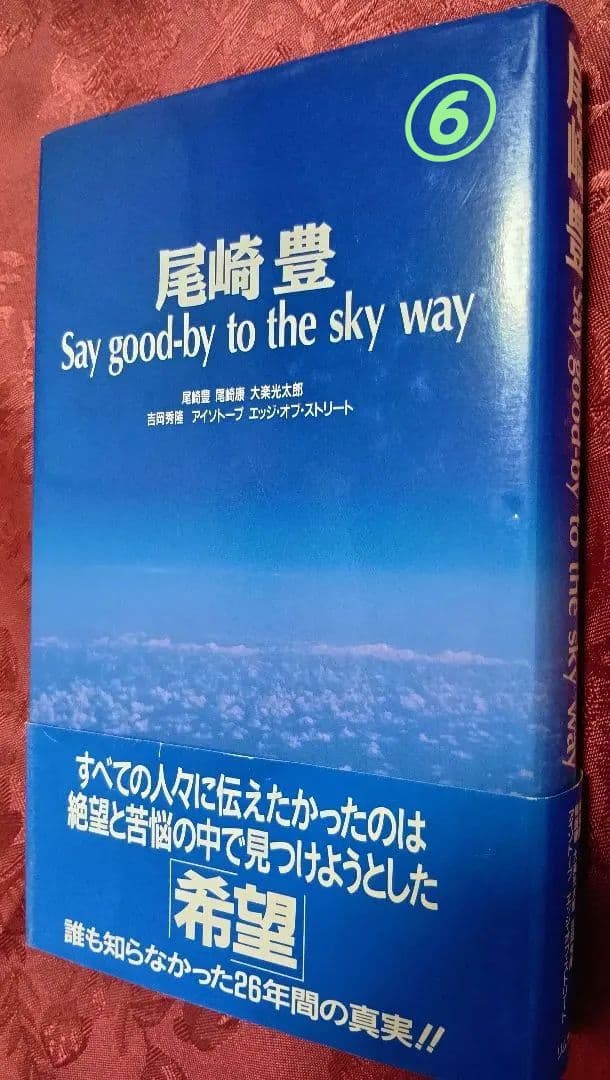 ⑥
尾崎豊
Say good-by to the sky way
尾崎豊 尾崎康 大楽光太郎
吉岡秀隆 アイソトープ エッジ・オブ・ストリート
すべての人々に伝えたかったのは
絶望と苦悩の中で見つけようとした
「希望」
誰も知らなかった26年間の真実!!
尾崎豊 Say good-by to the sky way